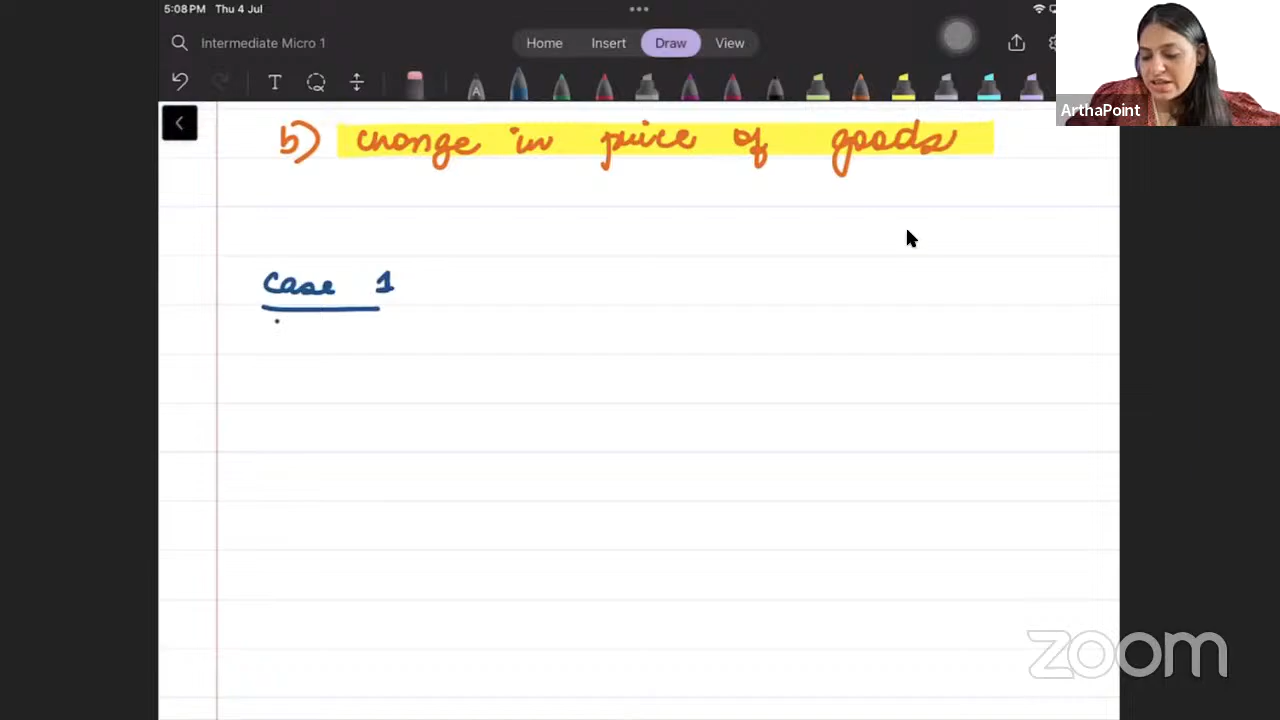 5:08 PM Thu 4 Jul
Intermediate Micro 1
Home Insert Draw View
T
A
ArthaPoint
b) change in price of goods
Case 1
zoom